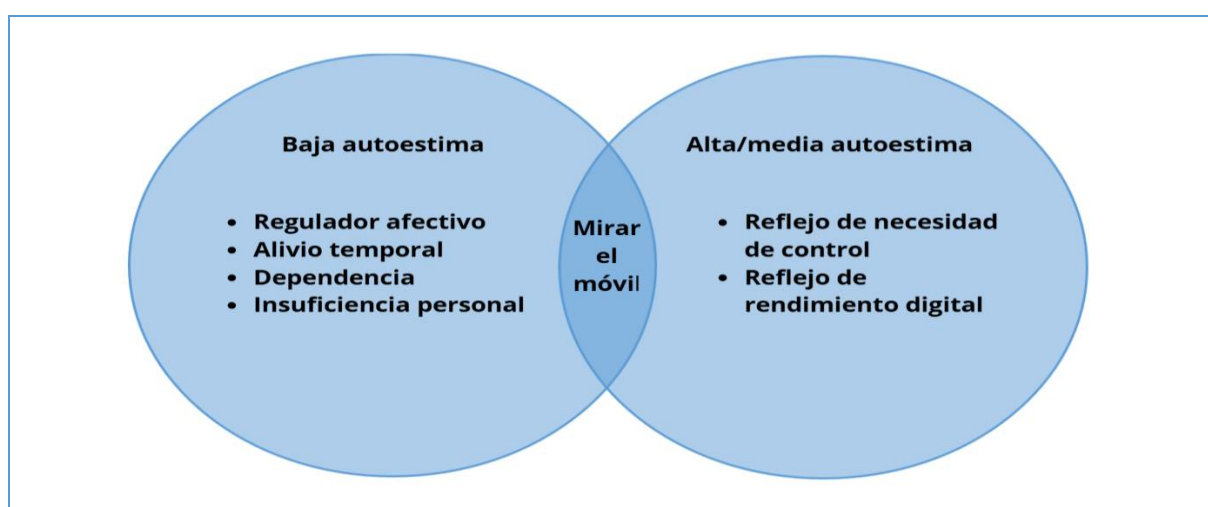 Baja autoestima
• Regulador afectivo
• Alivio temporal
• Dependencia
• Insuficiencia personal
Mirar
el
móvil
Alta/media autoestima
• Reflejo de necesidad
de control
• Reflejo de
rendimiento digital